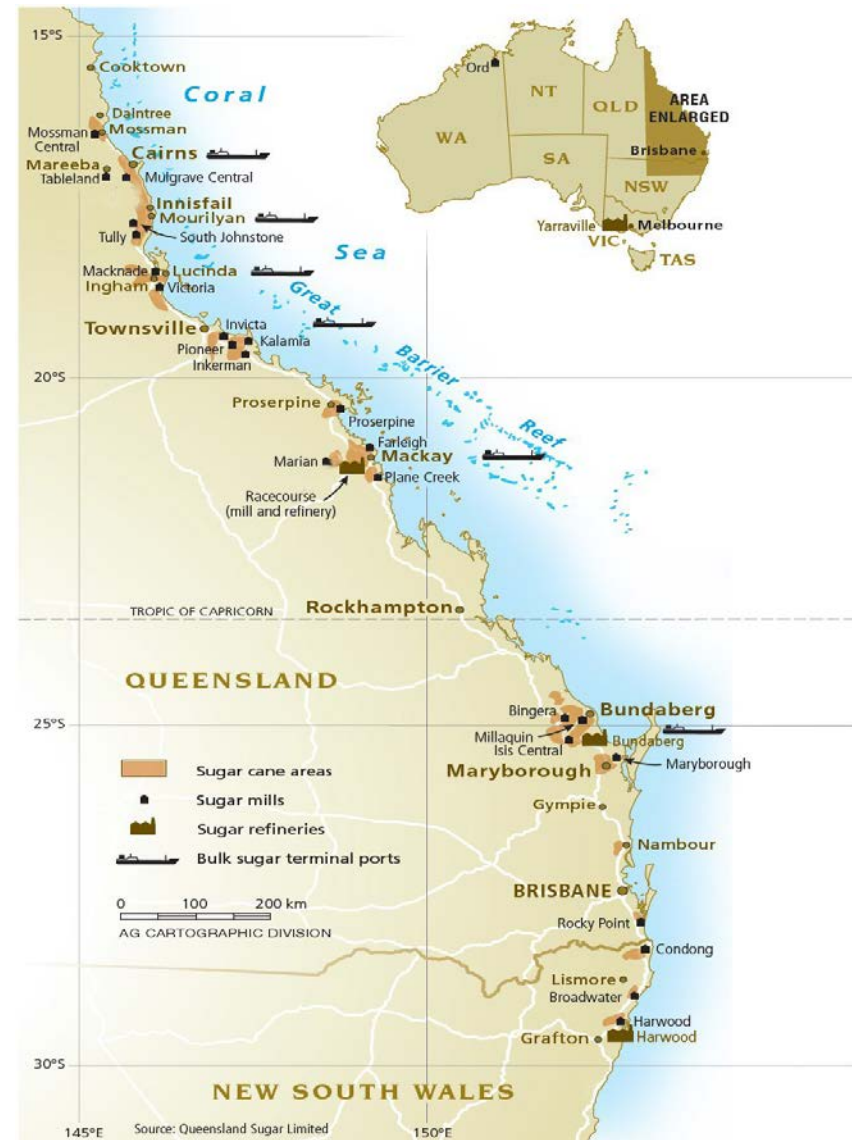 15°S
Cooktown
Coral
Daintree
Mossman
Mossman
Central
Cairns
Mareeba
Tableland
Mulgrave Central
Innisfail
Mourilyan
South Johnstone
Tully
Sea
Macknade
Lucinda
Ingham
Victoria
Great
Townsville
Invicta
Kalamia
Pioneer
Inkerman
Barrier
20°S
Proserpine
Proserpine
Reef
Farleigh
Mackay
Marian
Plane Creek
Racecourse
(mill and refinery)
Ord
NT
QLD
AREA
ENLARGED
WA
Brisbane
SA
NSW
Yarraville
Melbourne
VIC
TAS
Rockhampton
TROPIC OF CAPRICORN
QUEENSLAND
Bingera
Bundaberg
25°S
Millaquin
Isis Central
Bundaberg
Maryborough
Maryborough
Gympie
Sugar cane areas
Sugar mills
Sugar refineries
Bulk sugar terminal ports
0 100 200 km
AG CARTOGRAPHIC DIVISION
Nambour
BRISBANE
Rocky Point
Condong
Lismore
Broadwater
Harwood
Harwood
Grafton
30°S
NEW SOUTH WALES
145°E
Source: Queensland Sugar Limited
150°E